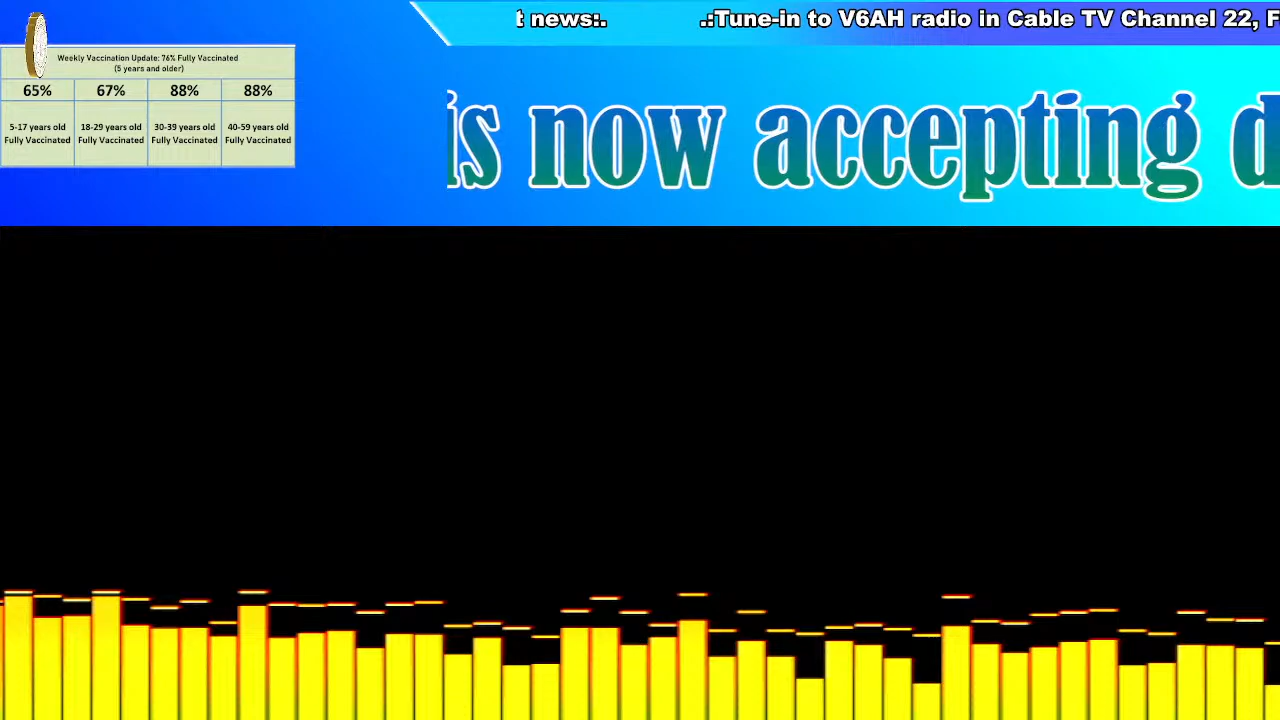 t news:. .:Tune-in to V6AH radio in Cable TV Channel 22, F
is now accepting d
Weekly Vaccination Update: 76% Fully Vaccinated
(5 years and older)
65% 67% 88% 88%
5-17 years old 18-29 years old 30-39 years old 40-59 years old
Fully Vaccinated Fully Vaccinated Fully Vaccinated Fully Vaccinated